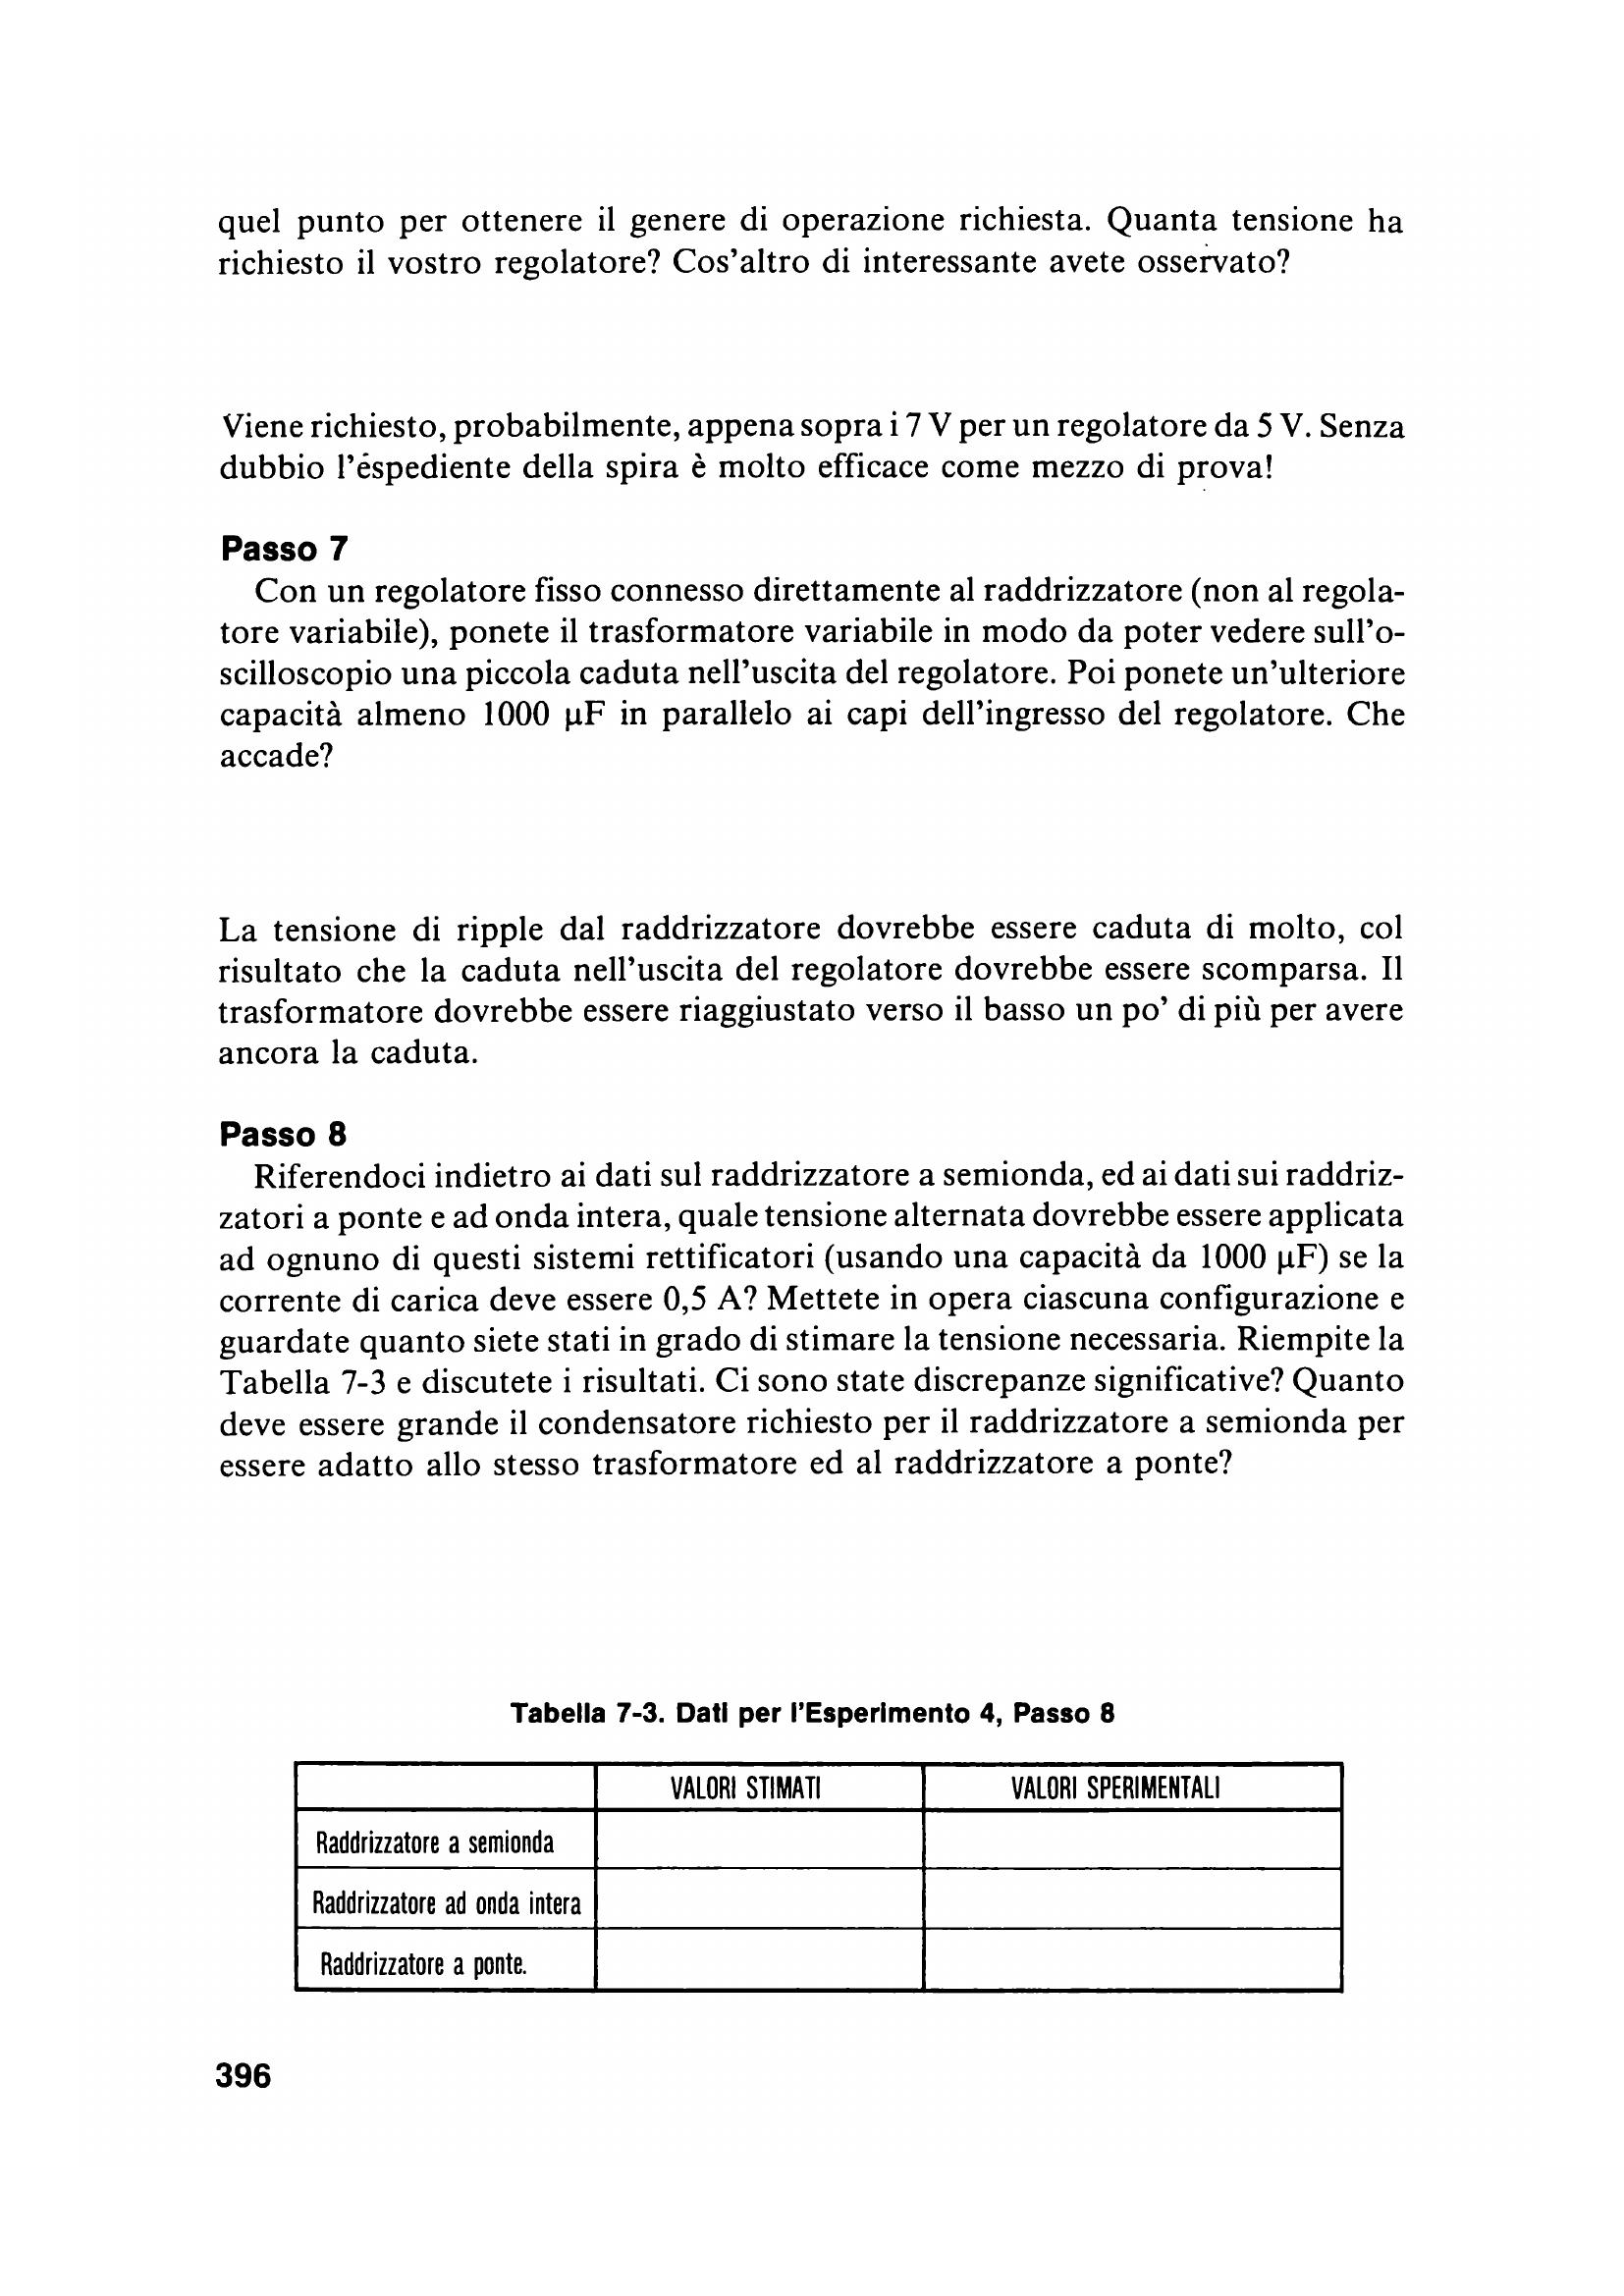 quel punto per ottenere il genere di operazione richiesta. Quanta tensione ha
richiesto il vostro regolatore? Cos'altro di interessante avete osservato?
Viene richiesto, probabilmente, appena sopra i 7 V per un regolatore da 5 V. Senza
dubbio l'éspediente della spira è molto efficace come mezzo di prova!
Passo 7
Con un regolatore fisso connesso direttamente al raddrizzatore (non al regola-
tore variabile), ponete il trasformatore variabile in modo da poter vedere sull'o-
scilloscopio una piccola caduta nell'uscita del regolatore. Poi ponete un'ulteriore
capacità almeno 1000 µF in parallelo ai capi dell'ingresso del regolatore. Che
accade?
La tensione di ripple dal raddrizzatore dovrebbe essere caduta di molto, col
risultato che la caduta nell'uscita del regolatore dovrebbe essere scomparsa. Il
trasformatore dovrebbe essere riaggiustato verso il basso un po' di più per avere
ancora la caduta.
Passo 8
Riferendoci indietro ai dati sul raddrizzatore a semionda, ed ai dati sui raddriz-
zatori a ponte e ad onda intera, quale tensione alternata dovrebbe essere applicata
ad ognuno di questi sistemi rettificatori (usando una capacità da 1000 µF) se la
corrente di carica deve essere 0,5 A? Mettete in opera ciascuna configurazione e
guardate quanto siete stati in grado di stimare la tensione necessaria. Riempite la
Tabella 7-3 e discutete i risultati. Ci sono state discrepanze significative? Quanto
deve essere grande il condensatore richiesto per il raddrizzatore a semionda per
essere adatto allo stesso trasformatore ed al raddrizzatore a ponte?
Tabella 7-3. Dati per l'Esperimento 4, Passo 8
VALORI STIMATI VALORI SPERIMENTALI
Raddrizzatore a semionda
Raddrizzatore ad onda intera
Raddrizzatore a ponte.
396